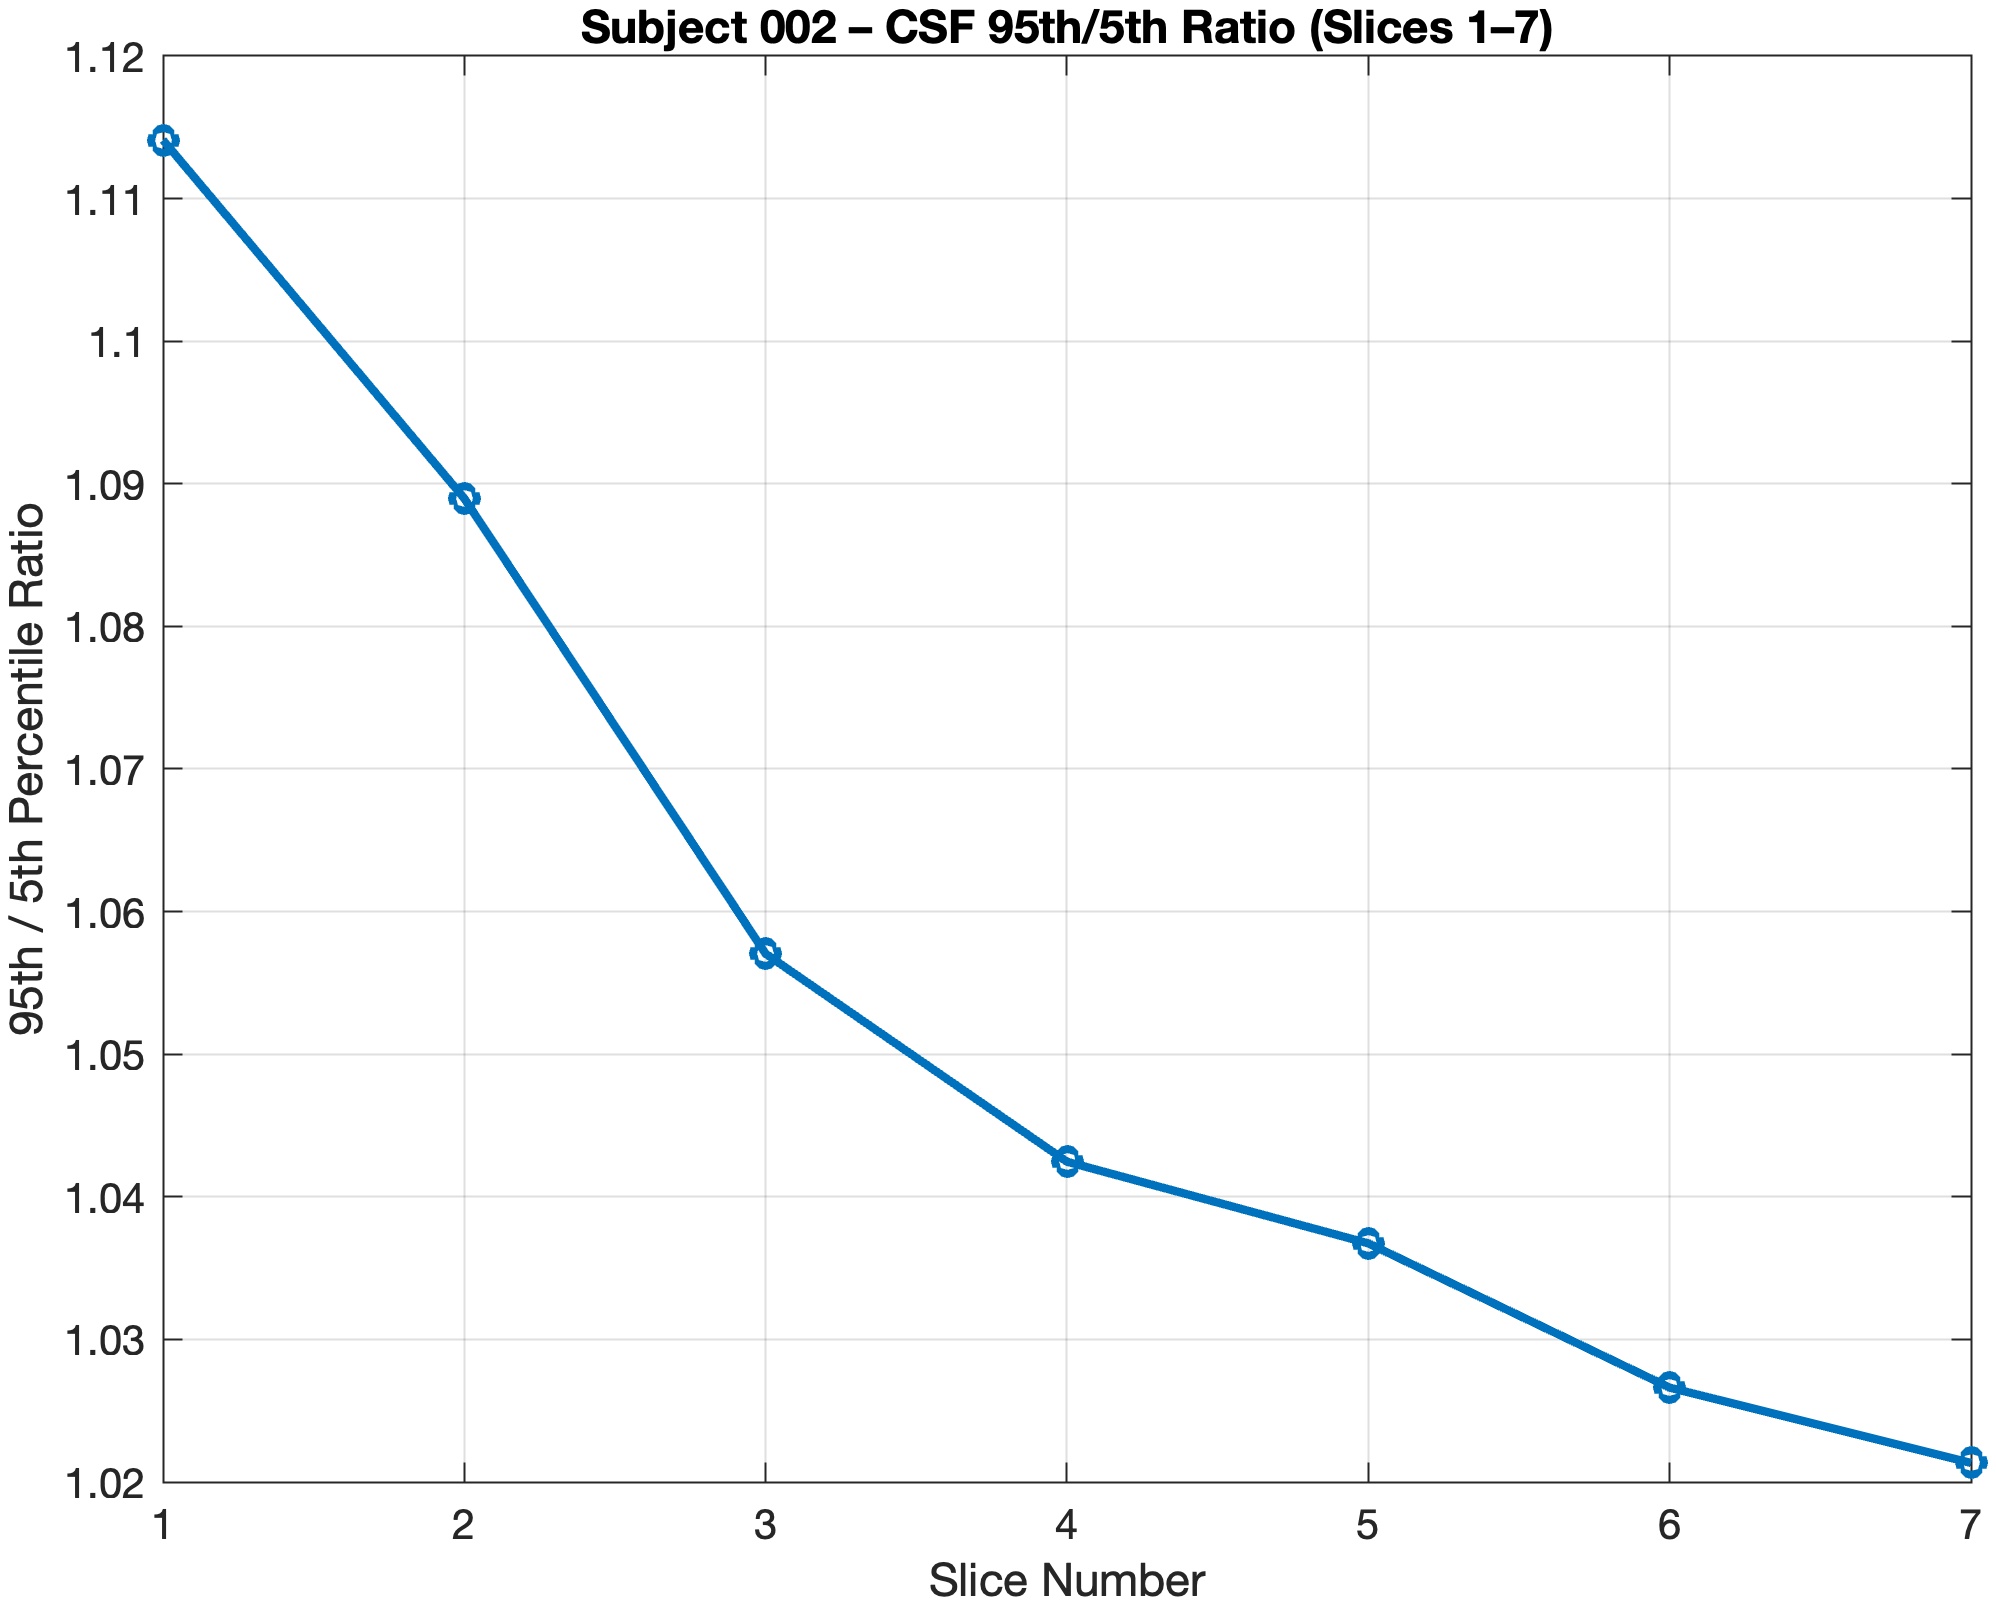 Subject 002 – CSF 95th/5th Ratio (Slices 1–7)
1.12
1.11
1.1
1.09
1.08
1.07
1.06
1.05
1.04
1.03
1.02
95th / 5th Percentile Ratio
1 2 3 4 5 6 7
Slice Number